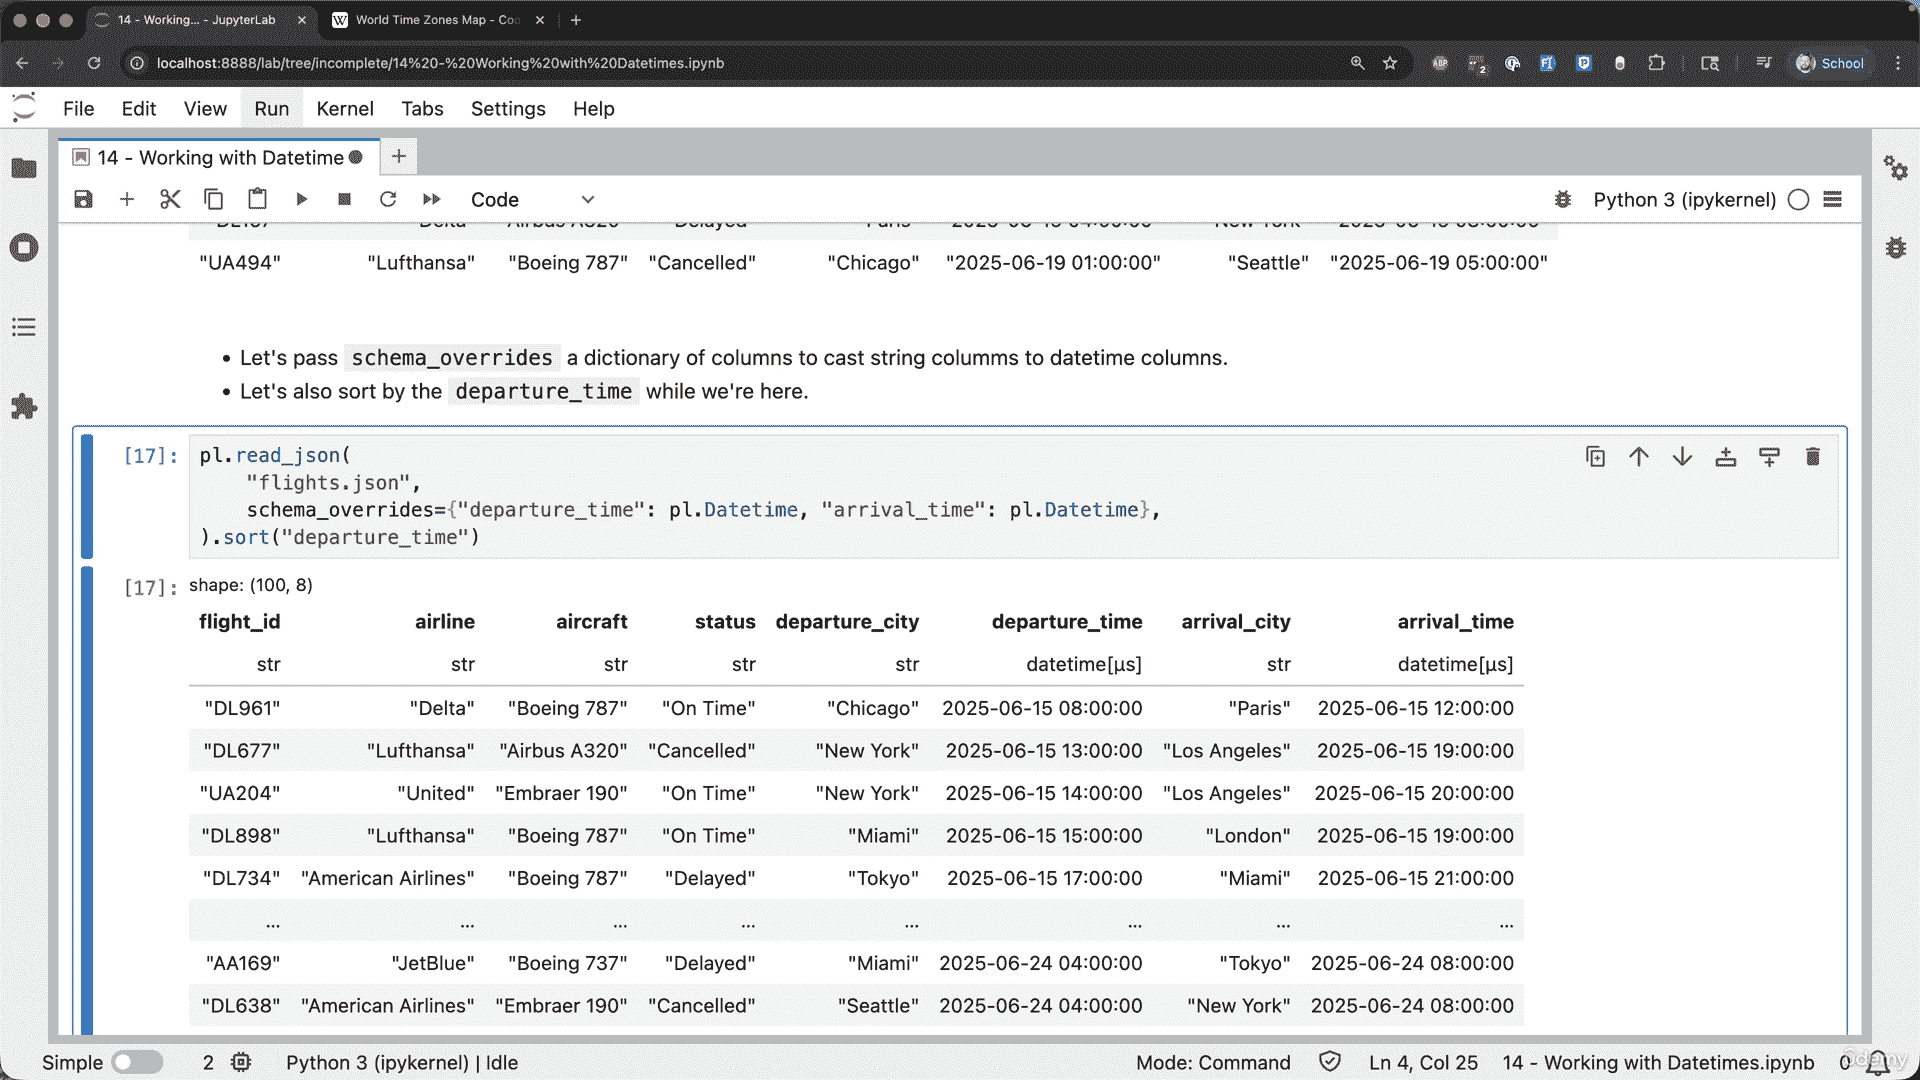 14 - Working... - JupyterLab
World Time Zones Map - Coo
localhost:8888/lab/tree/incomplete/14%20-%20Working%20with%20Datetimes.ipynb
ABP
2
School
File Edit View Run Kernel Tabs Settings Help
14 - Working with Datetime
Code
Python 3 (ipykernel)
"UA494" "Lufthansa" "Boeing 787" "Cancelled" "Chicago" "2025-06-19 01:00:00" "Seattle" "2025-06-19 05:00:00"
• Let's pass schema_overrides a dictionary of columns to cast string columms to datetime columns.
• Let's also sort by the departure_time while we're here.
[17]: pl.read_json(
"flights.json",
schema_overrides={"departure_time": pl.Datetime, "arrival_time": pl.Datetime},
).sort("departure_time")
[17]: shape: (100, 8)
flight_id airline aircraft status departure_city departure_time arrival_city arrival_time
str str str str str datetime[μs] str datetime[μs]
"DL961" "Delta" "Boeing 787" "On Time" "Chicago" 2025-06-15 08:00:00 "Paris" 2025-06-15 12:00:00
"DL677" "Lufthansa" "Airbus A320" "Cancelled" "New York" 2025-06-15 13:00:00 "Los Angeles" 2025-06-15 19:00:00
"UA204" "United" "Embraer 190" "On Time" "New York" 2025-06-15 14:00:00 "Los Angeles" 2025-06-15 20:00:00
"DL898" "Lufthansa" "Boeing 787" "On Time" "Miami" 2025-06-15 15:00:00 "London" 2025-06-15 19:00:00
"DL734" "American Airlines" "Boeing 787" "Delayed" "Tokyo" 2025-06-15 17:00:00 "Miami" 2025-06-15 21:00:00
… … … … … … … …
"AA169" "JetBlue" "Boeing 737" "Delayed" "Miami" 2025-06-24 04:00:00 "Tokyo" 2025-06-24 08:00:00
"DL638" "American Airlines" "Embraer 190" "Cancelled" "Seattle" 2025-06-24 04:00:00 "New York" 2025-06-24 08:00:00
Simple 2 Python 3 (ipykernel) | Idle Mode: Command Ln 4, Col 25 14 - Working with Datetimes.ipynb 0
Udemy